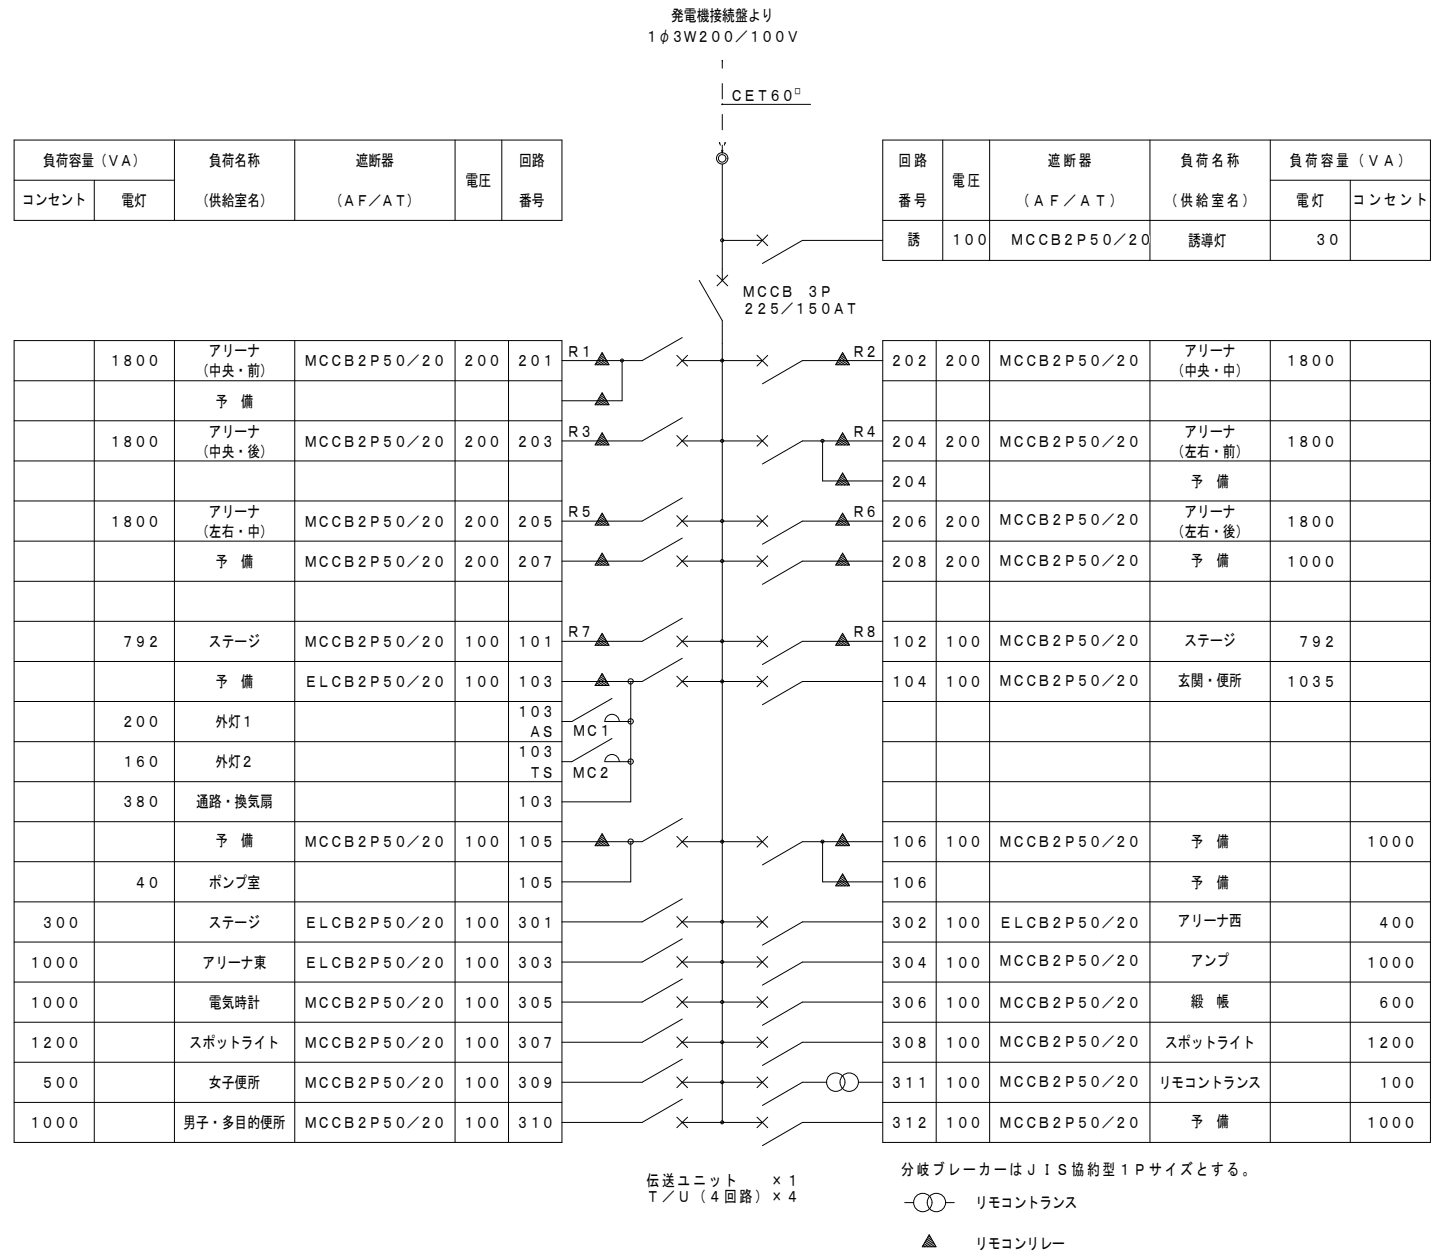 発電機接続盤より
1φ3W200/100V
CET60□
負荷容量(VA) 負荷名称 遮断器 電圧 回路
コンセント 電灯 (供給室名) (AF/AT) 番号
回路 電圧 遮断器 負荷名称 負荷容量(VA)
番号 (AF/AT) (供給室名) 電灯 コンセント
誘 100 MCCB2P50/20 誘導灯 30
MCCB 3P
225/150AT
1800 アリーナ(中央・前) MCCB2P50/20 200 201 R1
R2 202 200 MCCB2P50/20 アリーナ(中央・中) 1800
予備
1800 アリーナ(中央・後) MCCB2P50/20 200 203 R3
R4 204 200 MCCB2P50/20 アリーナ(左右・前) 1800
204 予備
1800 アリーナ(左右・中) MCCB2P50/20 200 205 R5
R6 206 200 MCCB2P50/20 アリーナ(左右・後) 1800
予備 MCCB2P50/20 200 207
208 200 MCCB2P50/20 予備 1000
792 ステージ MCCB2P50/20 100 101 R7
R8 102 100 MCCB2P50/20 ステージ 792
予備 ELCB2P50/20 100 103
104 100 MCCB2P50/20 玄関・便所 1035
200 外灯1 103 AS MC1
160 外灯2 103 TS MC2
380 通路・換気扇 103
予備 MCCB2P50/20 100 105
106 100 MCCB2P50/20 予備 1000
40 ポンプ室 105
106 予備
300 ステージ ELCB2P50/20 100 301
302 100 ELCB2P50/20 アリーナ西 400
1000 アリーナ東 ELCB2P50/20 100 303
304 100 MCCB2P50/20 アンプ 1000
1000 電気時計 MCCB2P50/20 100 305
306 100 MCCB2P50/20 緞帳 600
1200 スポットライト MCCB2P50/20 100 307
308 100 MCCB2P50/20 スポットライト 1200
500 女子便所 MCCB2P50/20 100 309
311 100 MCCB2P50/20 リモコントランス 100
1000 男子・多目的便所 MCCB2P50/20 100 310
312 100 MCCB2P50/20 予備 1000
伝送ユニット ×1
T/U(4回路)×4
分岐ブレーカーはJIS協約型1Pサイズとする。
リモコントランス
リモコンリレー